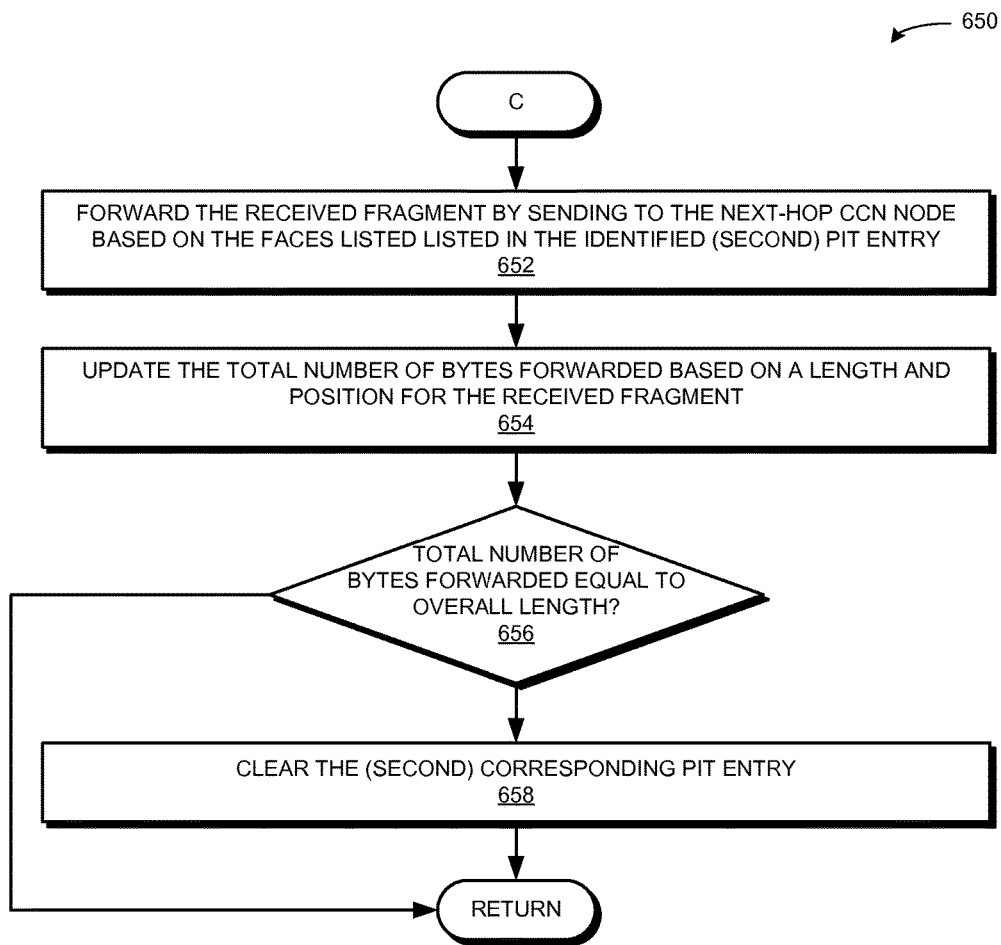 650
C
FORWARD THE RECEIVED FRAGMENT BY SENDING TO THE NEXT-HOP CCN NODE
BASED ON THE FACES LISTED LISTED IN THE IDENTIFIED (SECOND) PIT ENTRY
652
UPDATE THE TOTAL NUMBER OF BYTES FORWARDED BASED ON A LENGTH AND
POSITION FOR THE RECEIVED FRAGMENT
654
TOTAL NUMBER OF
BYTES FORWARDED EQUAL TO
OVERALL LENGTH?
656
CLEAR THE (SECOND) CORRESPONDING PIT ENTRY
658
RETURN